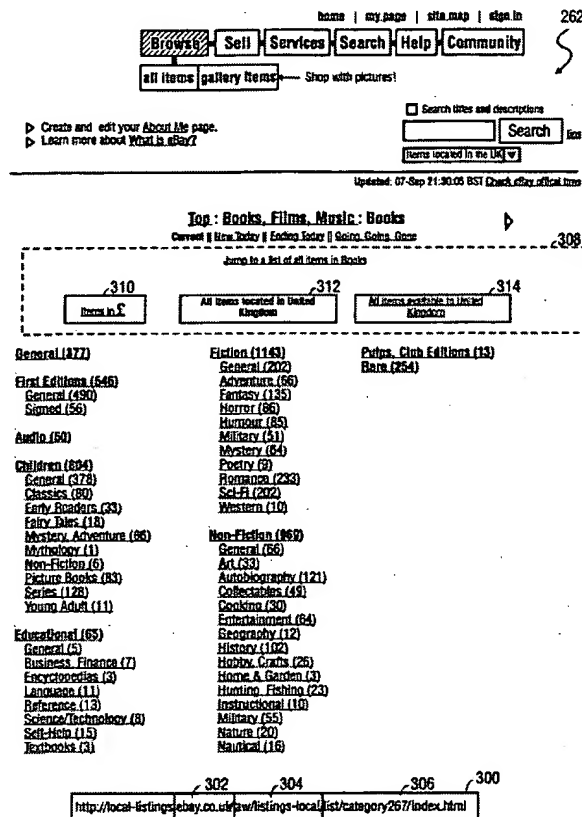 home | my page | site map | sign in 262
Browse Sell Services Search Help Community
all items gallery items Shop with pictures!
Search titles and descriptions
Create and edit your About Me page.
Learn more about What is eBay?
Search
Items located in the UK
Updated: 07-Sep 21:30:05 BST Check eBay offical time
Top : Books, Films, Music : Books
308
Current || New Today || Ending Today || Going, Going, Gone
Jump to a list of all items in Books
310 312 314
Items in £
All items located in United Kingdom
All items available to United Kingdom
General (377)
First Editions (546)
General (490)
Signed (56)
Audio (50)
Children (804)
General (378)
Classics (80)
Early Readers (33)
Fairy Tales (18)
Mystery, Adventure (66)
Mythology (1)
Non-Fiction (6)
Picture Books (83)
Series (128)
Young Adult (11)
Educational (65)
General (5)
Business, Finance (7)
Encyclopedias (3)
Language (11)
Reference (13)
Science/Technology (8)
Self-Help (15)
Textbooks (3)
Fiction (1143)
General (202)
Adventure (66)
Fantasy (135)
Horror (86)
Humour (85)
Military (51)
Mystery (64)
Poetry (9)
Romance (233)
Sci-Fi (202)
Western (10)
Non-Fiction (969)
General (66)
Art (33)
Autobiography (121)
Collectables (49)
Cooking (30)
Entertainment (64)
Geography (12)
History (102)
Hobby, Crafts (26)
Home & Garden (3)
Hunting, Fishing (23)
Instructional (10)
Military (55)
Nature (20)
Nautical (16)
Pulps, Club Editions (13)
Rare (254)
302 304 306 300
http://local-listings.ebay.co.uk/aw/listings-local/list/category267/index.html